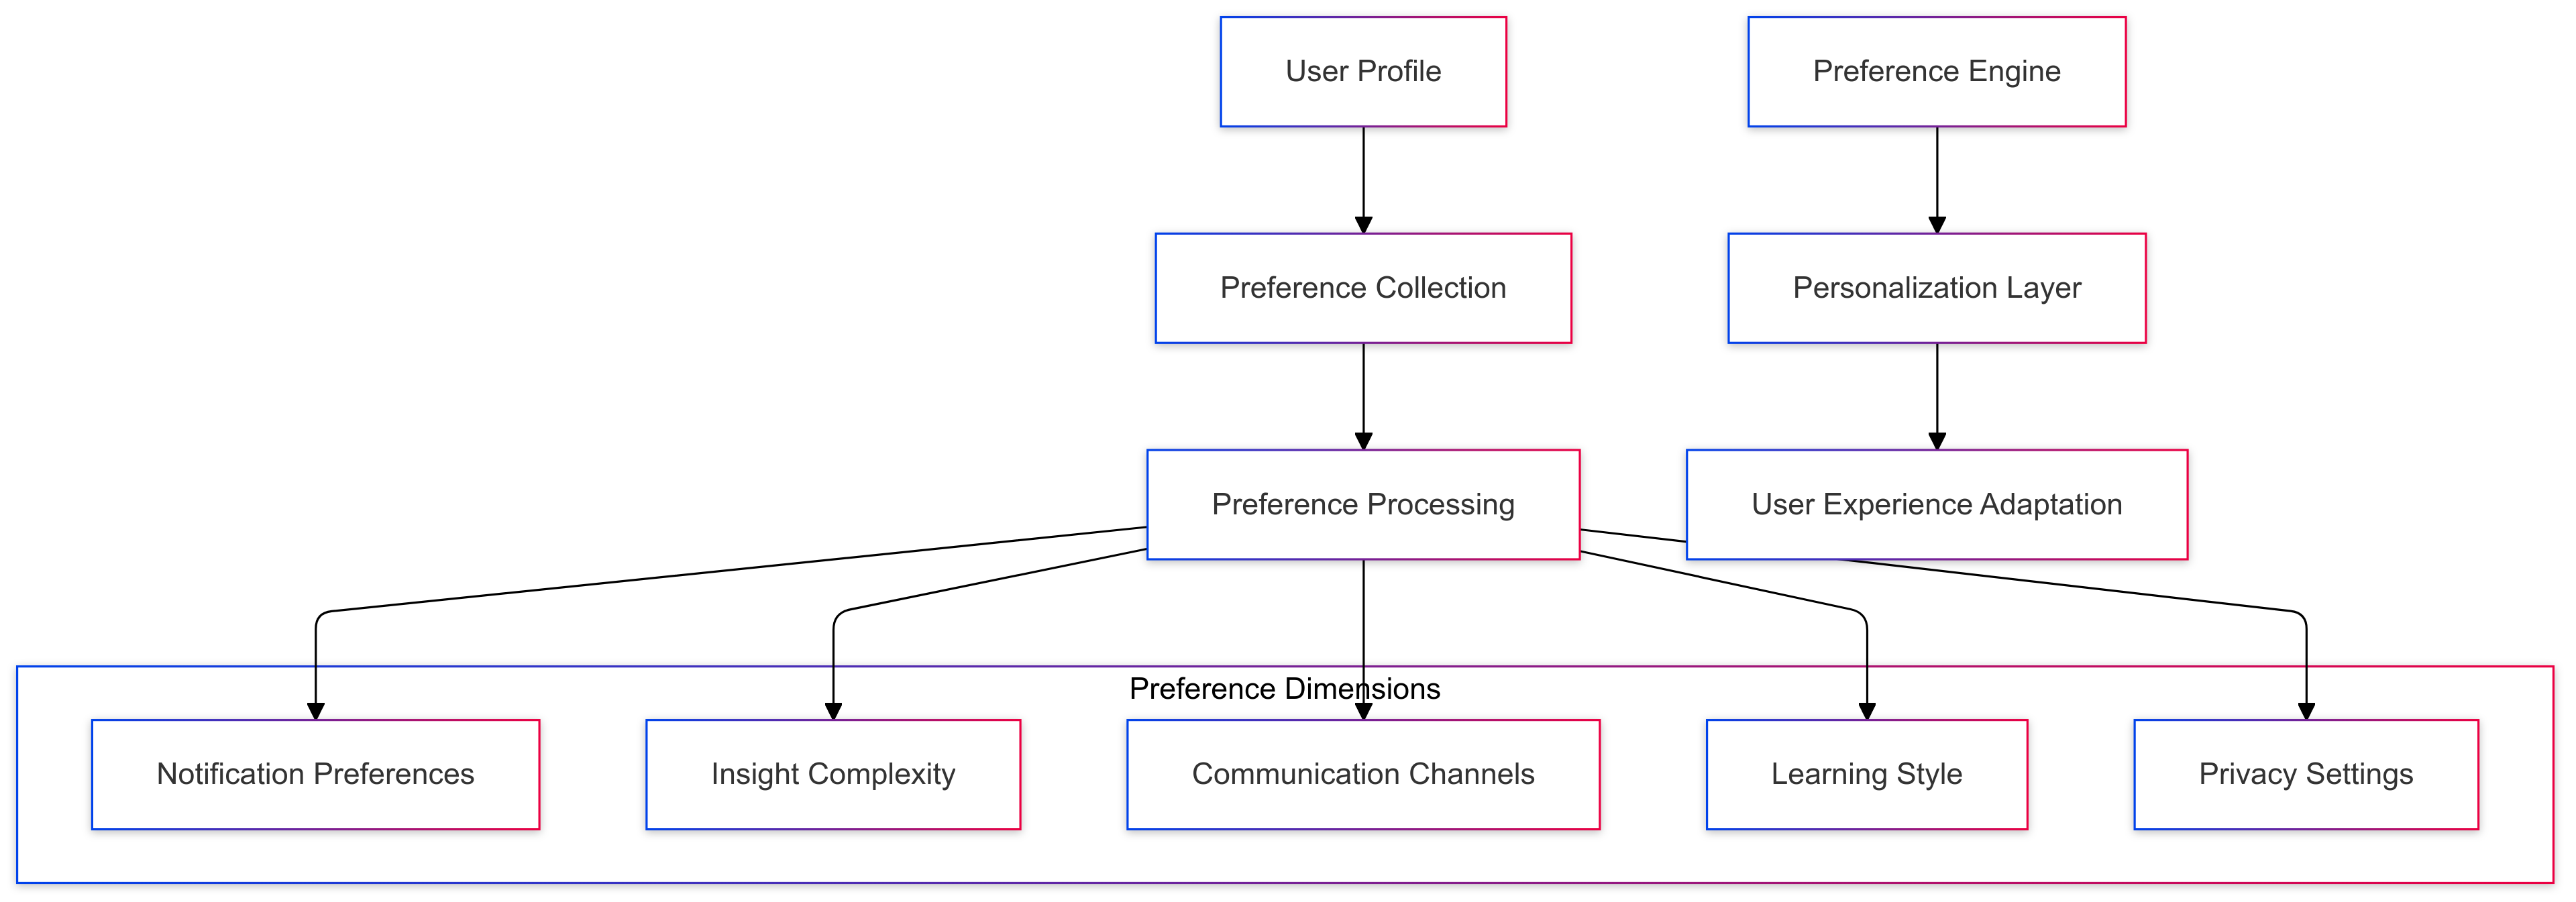 User Profile
Preference Engine
Preference Collection
Personalization Layer
Preference Processing
User Experience Adaptation
Preference Dimensions
Notification Preferences
Insight Complexity
Communication Channels
Learning Style
Privacy Settings